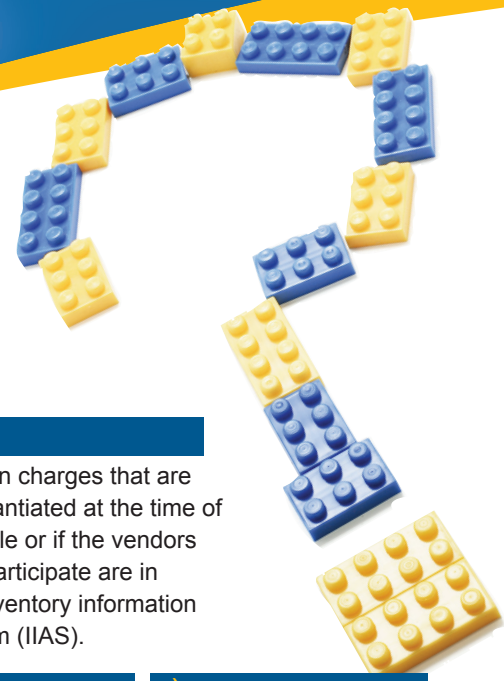 n charges that are
antiated at the time of
le or if the vendors
articipate are in
ventory information
m (IIAS).